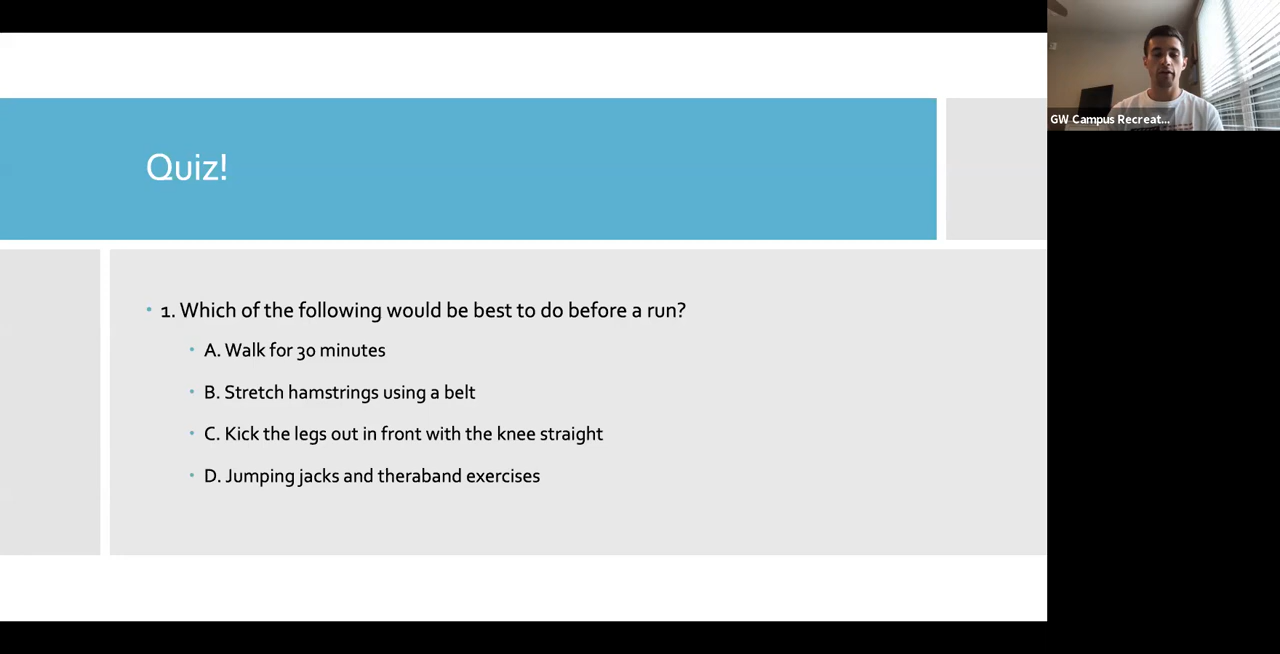 Quiz!
1. Which of the following would be best to do before a run?
A. Walk for 30 minutes
B. Stretch hamstrings using a belt
C. Kick the legs out in front with the knee straight
D. Jumping jacks and theraband exercises
GW Campus Recreat...